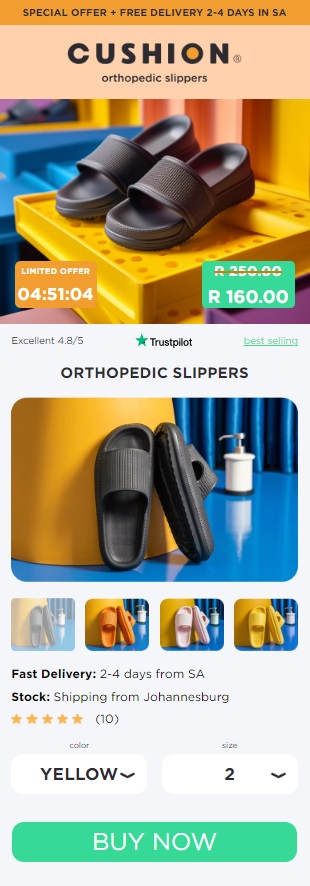 SPECIAL OFFER + FREE DELIVERY 2-4 DAYS IN SA
CUSHION®
orthopedic slippers
LIMITED OFFER
04:51:04
R 250.00
R 160.00
Excellent 4.8/5
Trustpilot
best selling
ORTHOPEDIC SLIPPERS
Fast Delivery: 2-4 days from SA
Stock: Shipping from Johannesburg
(10)
color
size
YELLOW
2
BUY NOW